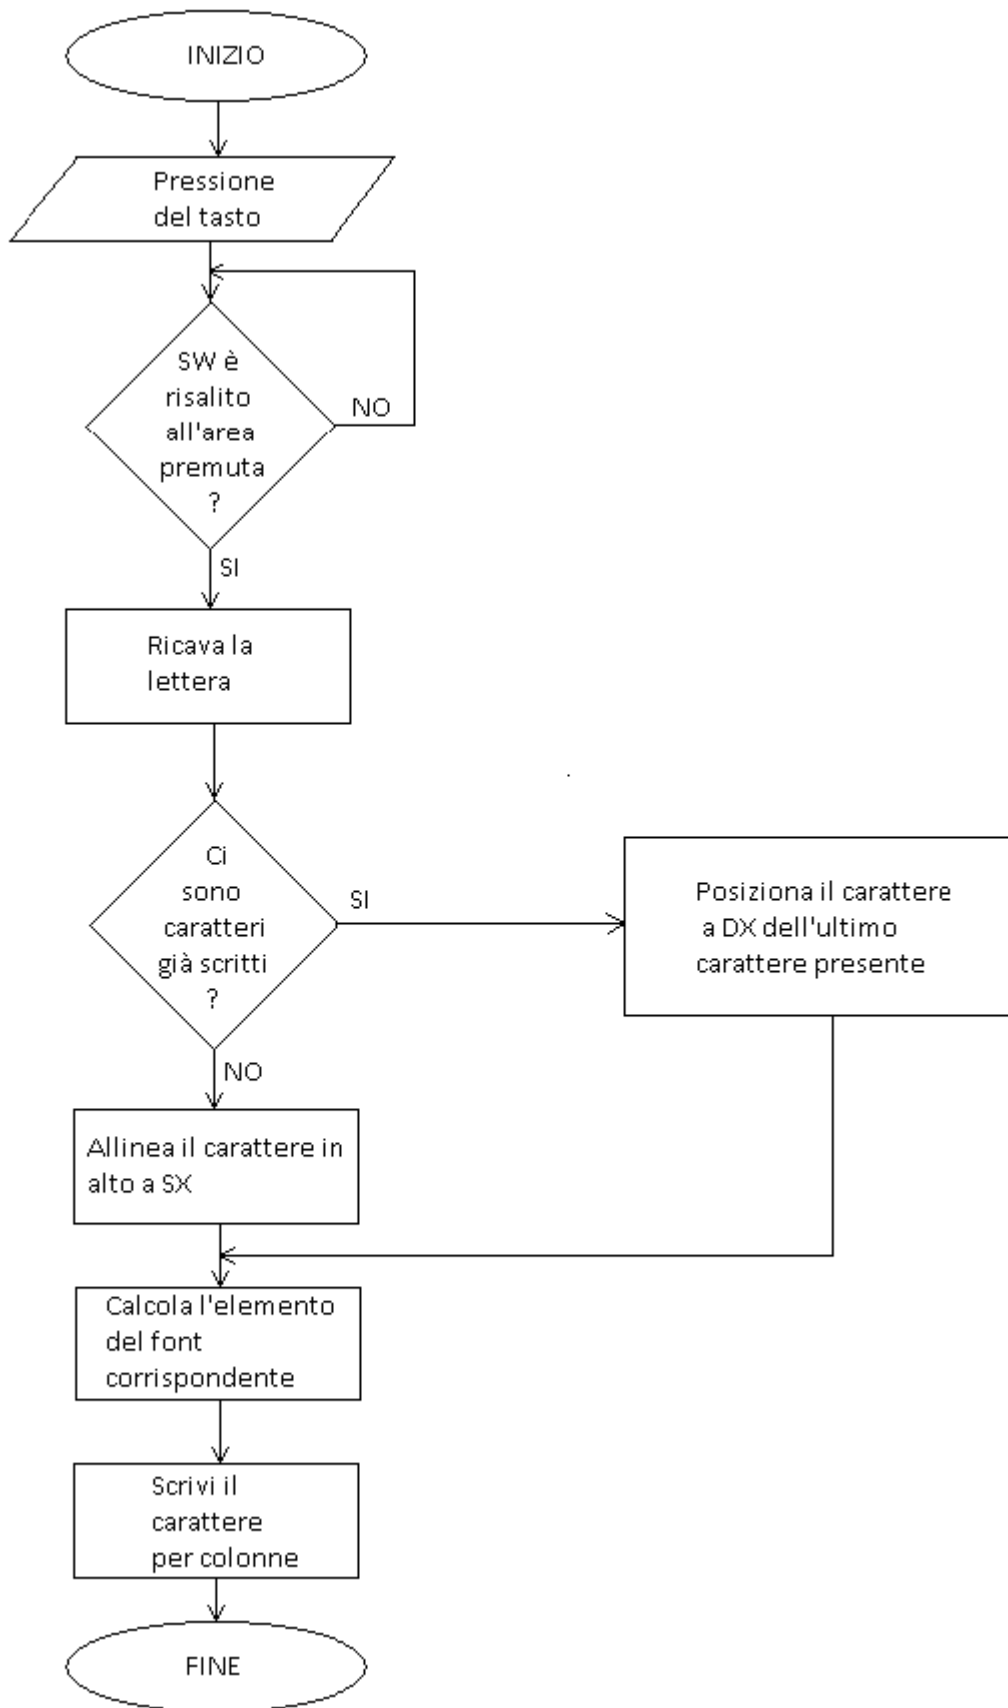 INIZIO
Pressione
del tasto
SW è
risalito
all'area
premuta
?
NO
SI
Ricava la
lettera
Ci
sono
caratteri
già scritti
?
SI
Posiziona il carattere
a DX dell'ultimo
carattere presente
NO
Allinea il carattere in
alto a SX
Calcola l'elemento
del font
corrispondente
Scrivi il
carattere
per colonne
FINE